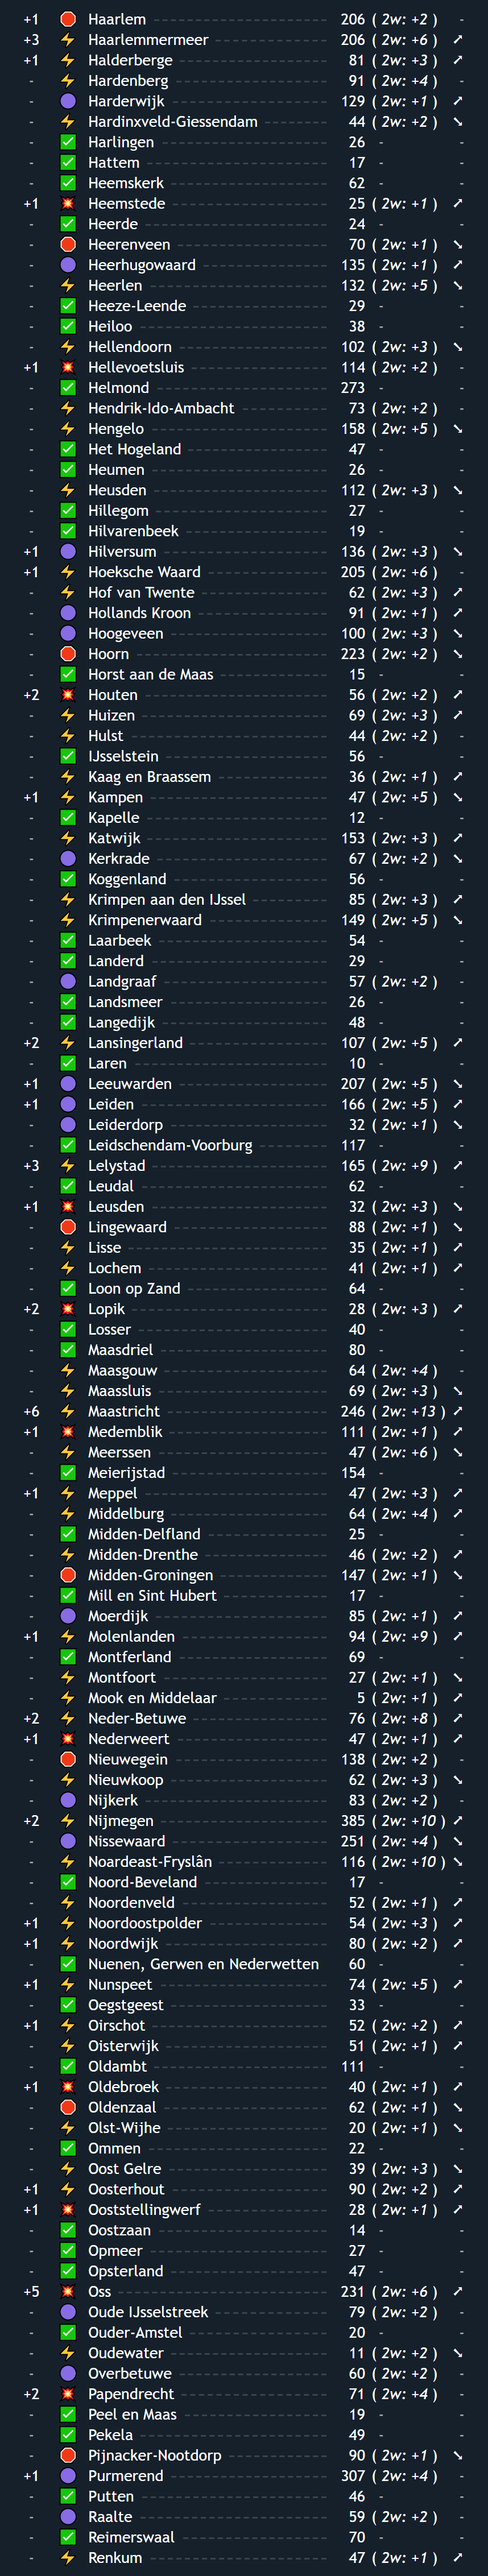 +1 Haarlem 206 ( 2w: +2 ) -
+3 Haarlemmermeer 206 ( 2w: +6 ) ➚
+1 Halderberge 81 ( 2w: +3 ) ➚
- Hardenberg 91 ( 2w: +4 ) -
- Harderwijk 129 ( 2w: +1 ) ➚
- Hardinxveld-Giessendam 44 ( 2w: +2 ) ➘
- Harlingen 26 - -
- Hattem 17 - -
- Heemskerk 62 - -
+1 Heemstede 25 ( 2w: +1 ) ➚
- Heerde 24 - -
- Heerenveen 70 ( 2w: +1 ) ➘
- Heerhugowaard 135 ( 2w: +1 ) ➚
- Heerlen 132 ( 2w: +5 ) ➘
- Heeze-Leende 29 - -
- Heiloo 38 - -
- Hellendoorn 102 ( 2w: +3 ) ➘
+1 Hellevoetsluis 114 ( 2w: +2 ) -
- Helmond 273 - -
- Hendrik-Ido-Ambacht 73 ( 2w: +2 ) -
- Hengelo 158 ( 2w: +5 ) ➘
- Het Hogeland 47 - -
- Heumen 26 - -
- Heusden 112 ( 2w: +3 ) ➘
- Hillegom 27 - -
- Hilvarenbeek 19 - -
+1 Hilversum 136 ( 2w: +3 ) ➘
+1 Hoeksche Waard 205 ( 2w: +6 ) -
- Hof van Twente 62 ( 2w: +3 ) ➚
- Hollands Kroon 91 ( 2w: +1 ) ➚
- Hoogeveen 100 ( 2w: +3 ) ➘
- Hoorn 223 ( 2w: +2 ) ➘
- Horst aan de Maas 15 - -
+2 Houten 56 ( 2w: +2 ) ➚
- Huizen 69 ( 2w: +3 ) ➚
- Hulst 44 ( 2w: +2 ) -
- IJsselstein 56 - -
- Kaag en Braassem 36 ( 2w: +1 ) ➚
+1 Kampen 47 ( 2w: +5 ) ➘
- Kapelle 12 - -
- Katwijk 153 ( 2w: +3 ) ➚
- Kerkrade 67 ( 2w: +2 ) ➘
- Koggenland 56 - -
- Krimpen aan den IJssel 85 ( 2w: +3 ) ➚
- Krimpenerwaard 149 ( 2w: +5 ) ➘
- Laarbeek 54 - -
- Landerd 29 - -
- Landgraaf 57 ( 2w: +2 ) -
- Landsmeer 26 - -
- Langedijk 48 - -
+2 Lansingerland 107 ( 2w: +5 ) ➚
- Laren 10 - -
+1 Leeuwarden 207 ( 2w: +5 ) ➘
+1 Leiden 166 ( 2w: +5 ) ➚
- Leiderdorp 32 ( 2w: +1 ) ➘
- Leidschendam-Voorburg 117 - -
+3 Lelystad 165 ( 2w: +9 ) ➚
- Leudal 62 - -
+1 Leusden 32 ( 2w: +3 ) ➘
- Lingewaard 88 ( 2w: +1 ) ➘
- Lisse 35 ( 2w: +1 ) ➚
- Lochem 41 ( 2w: +1 ) ➚
- Loon op Zand 64 - -
+2 Lopik 28 ( 2w: +3 ) ➚
- Losser 40 - -
- Maasdriel 80 - -
- Maasgouw 64 ( 2w: +4 ) -
- Maassluis 69 ( 2w: +3 ) ➘
+6 Maastricht 246 ( 2w: +13 ) ➚
+1 Medemblik 111 ( 2w: +1 ) ➚
- Meerssen 47 ( 2w: +6 ) ➘
- Meierijstad 154 - -
+1 Meppel 47 ( 2w: +3 ) ➚
- Middelburg 64 ( 2w: +4 ) ➚
- Midden-Delfland 25 - -
- Midden-Drenthe 46 ( 2w: +2 ) ➚
- Midden-Groningen 147 ( 2w: +1 ) ➘
- Mill en Sint Hubert 17 - -
- Moerdijk 85 ( 2w: +1 ) ➚
+1 Molenlanden 94 ( 2w: +9 ) ➚
- Montferland 69 - -
- Montfoort 27 ( 2w: +1 ) ➘
- Mook en Middelaar 5 ( 2w: +1 ) ➚
+2 Neder-Betuwe 76 ( 2w: +8 ) ➚
+1 Nederweert 47 ( 2w: +1 ) ➚
- Nieuwegein 138 ( 2w: +2 ) -
- Nieuwkoop 62 ( 2w: +3 ) ➘
- Nijkerk 83 ( 2w: +2 ) -
+2 Nijmegen 385 ( 2w: +10 ) ➚
- Nissewaard 251 ( 2w: +4 ) ➘
- Noardeast-Fryslân 116 ( 2w: +10 ) ➘
- Noord-Beveland 17 - -
- Noordenveld 52 ( 2w: +1 ) ➚
+1 Noordoostpolder 54 ( 2w: +3 ) ➚
+1 Noordwijk 80 ( 2w: +2 ) ➚
- Nuenen, Gerwen en Nederwetten 60 - -
+1 Nunspeet 74 ( 2w: +5 ) ➚
- Oegstgeest 33 - -
+1 Oirschot 52 ( 2w: +2 ) ➚
- Oisterwijk 51 ( 2w: +1 ) ➚
- Oldambt 111 - -
+1 Oldebroek 40 ( 2w: +1 ) ➚
- Oldenzaal 62 ( 2w: +1 ) ➘
- Olst-Wijhe 20 ( 2w: +1 ) ➘
- Ommen 22 - -
- Oost Gelre 39 ( 2w: +3 ) ➘
+1 Oosterhout 90 ( 2w: +2 ) ➚
+1 Ooststellingwerf 28 ( 2w: +1 ) ➚
- Oostzaan 14 - -
- Opmeer 27 - -
- Opsterland 47 - -
+5 Oss 231 ( 2w: +6 ) ➚
- Oude IJsselstreek 79 ( 2w: +2 ) -
- Ouder-Amstel 20 - -
- Oudewater 11 ( 2w: +2 ) ➘
- Overbetuwe 60 ( 2w: +2 ) -
+2 Papendrecht 71 ( 2w: +4 ) -
- Peel en Maas 19 - -
- Pekela 49 - -
- Pijnacker-Nootdorp 90 ( 2w: +1 ) ➘
+1 Purmerend 307 ( 2w: +4 ) -
- Putten 46 - -
- Raalte 59 ( 2w: +2 ) -
- Reimerswaal 70 - -
- Renkum 47 ( 2w: +1 ) ➚